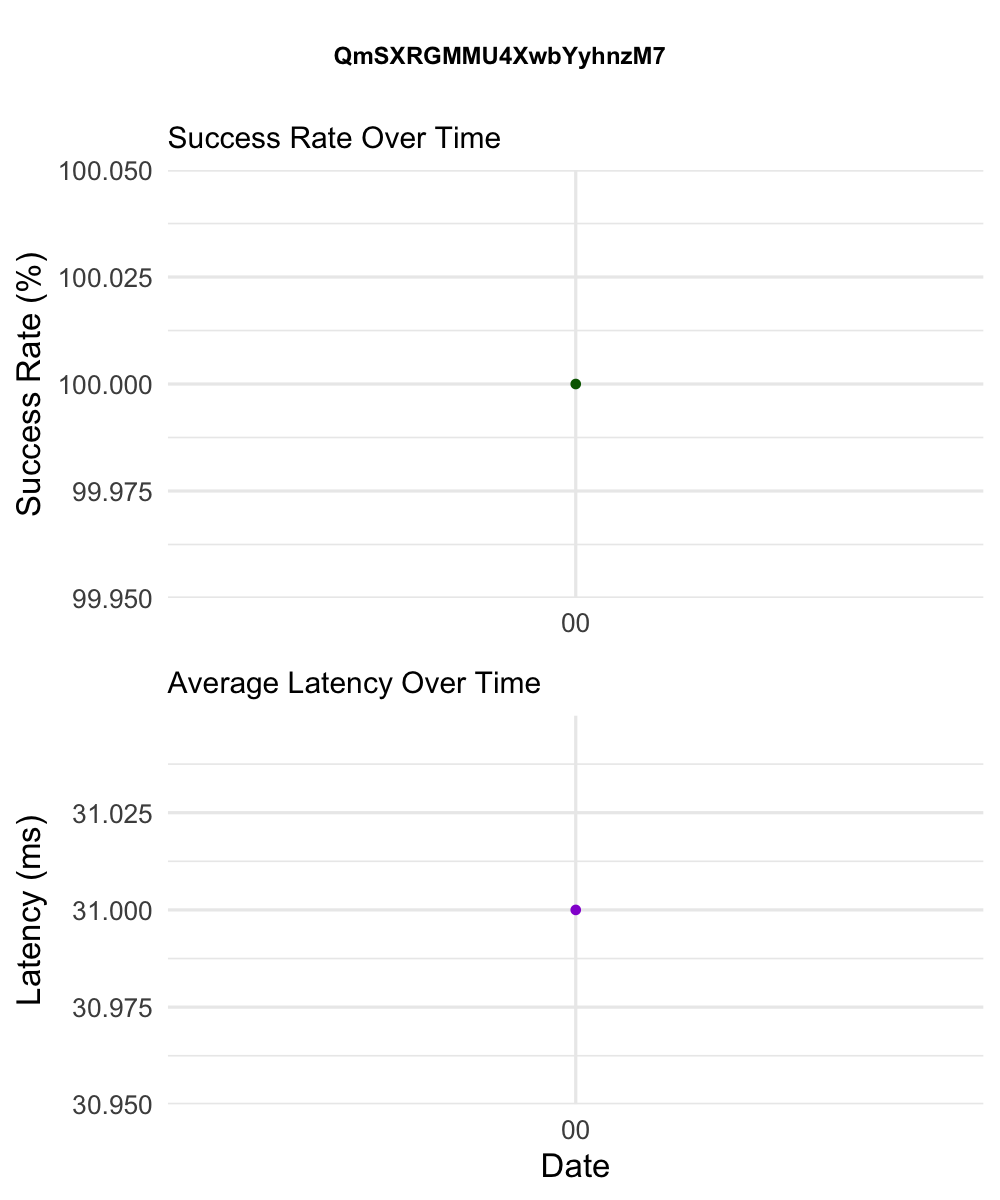 QmSXRGMMU4XwbYyhnzM7
Success Rate Over Time
Success Rate (%)
100.050
100.025
100.000
99.975
99.950
00
Average Latency Over Time
Latency (ms)
31.025
31.000
30.975
30.950
00
Date